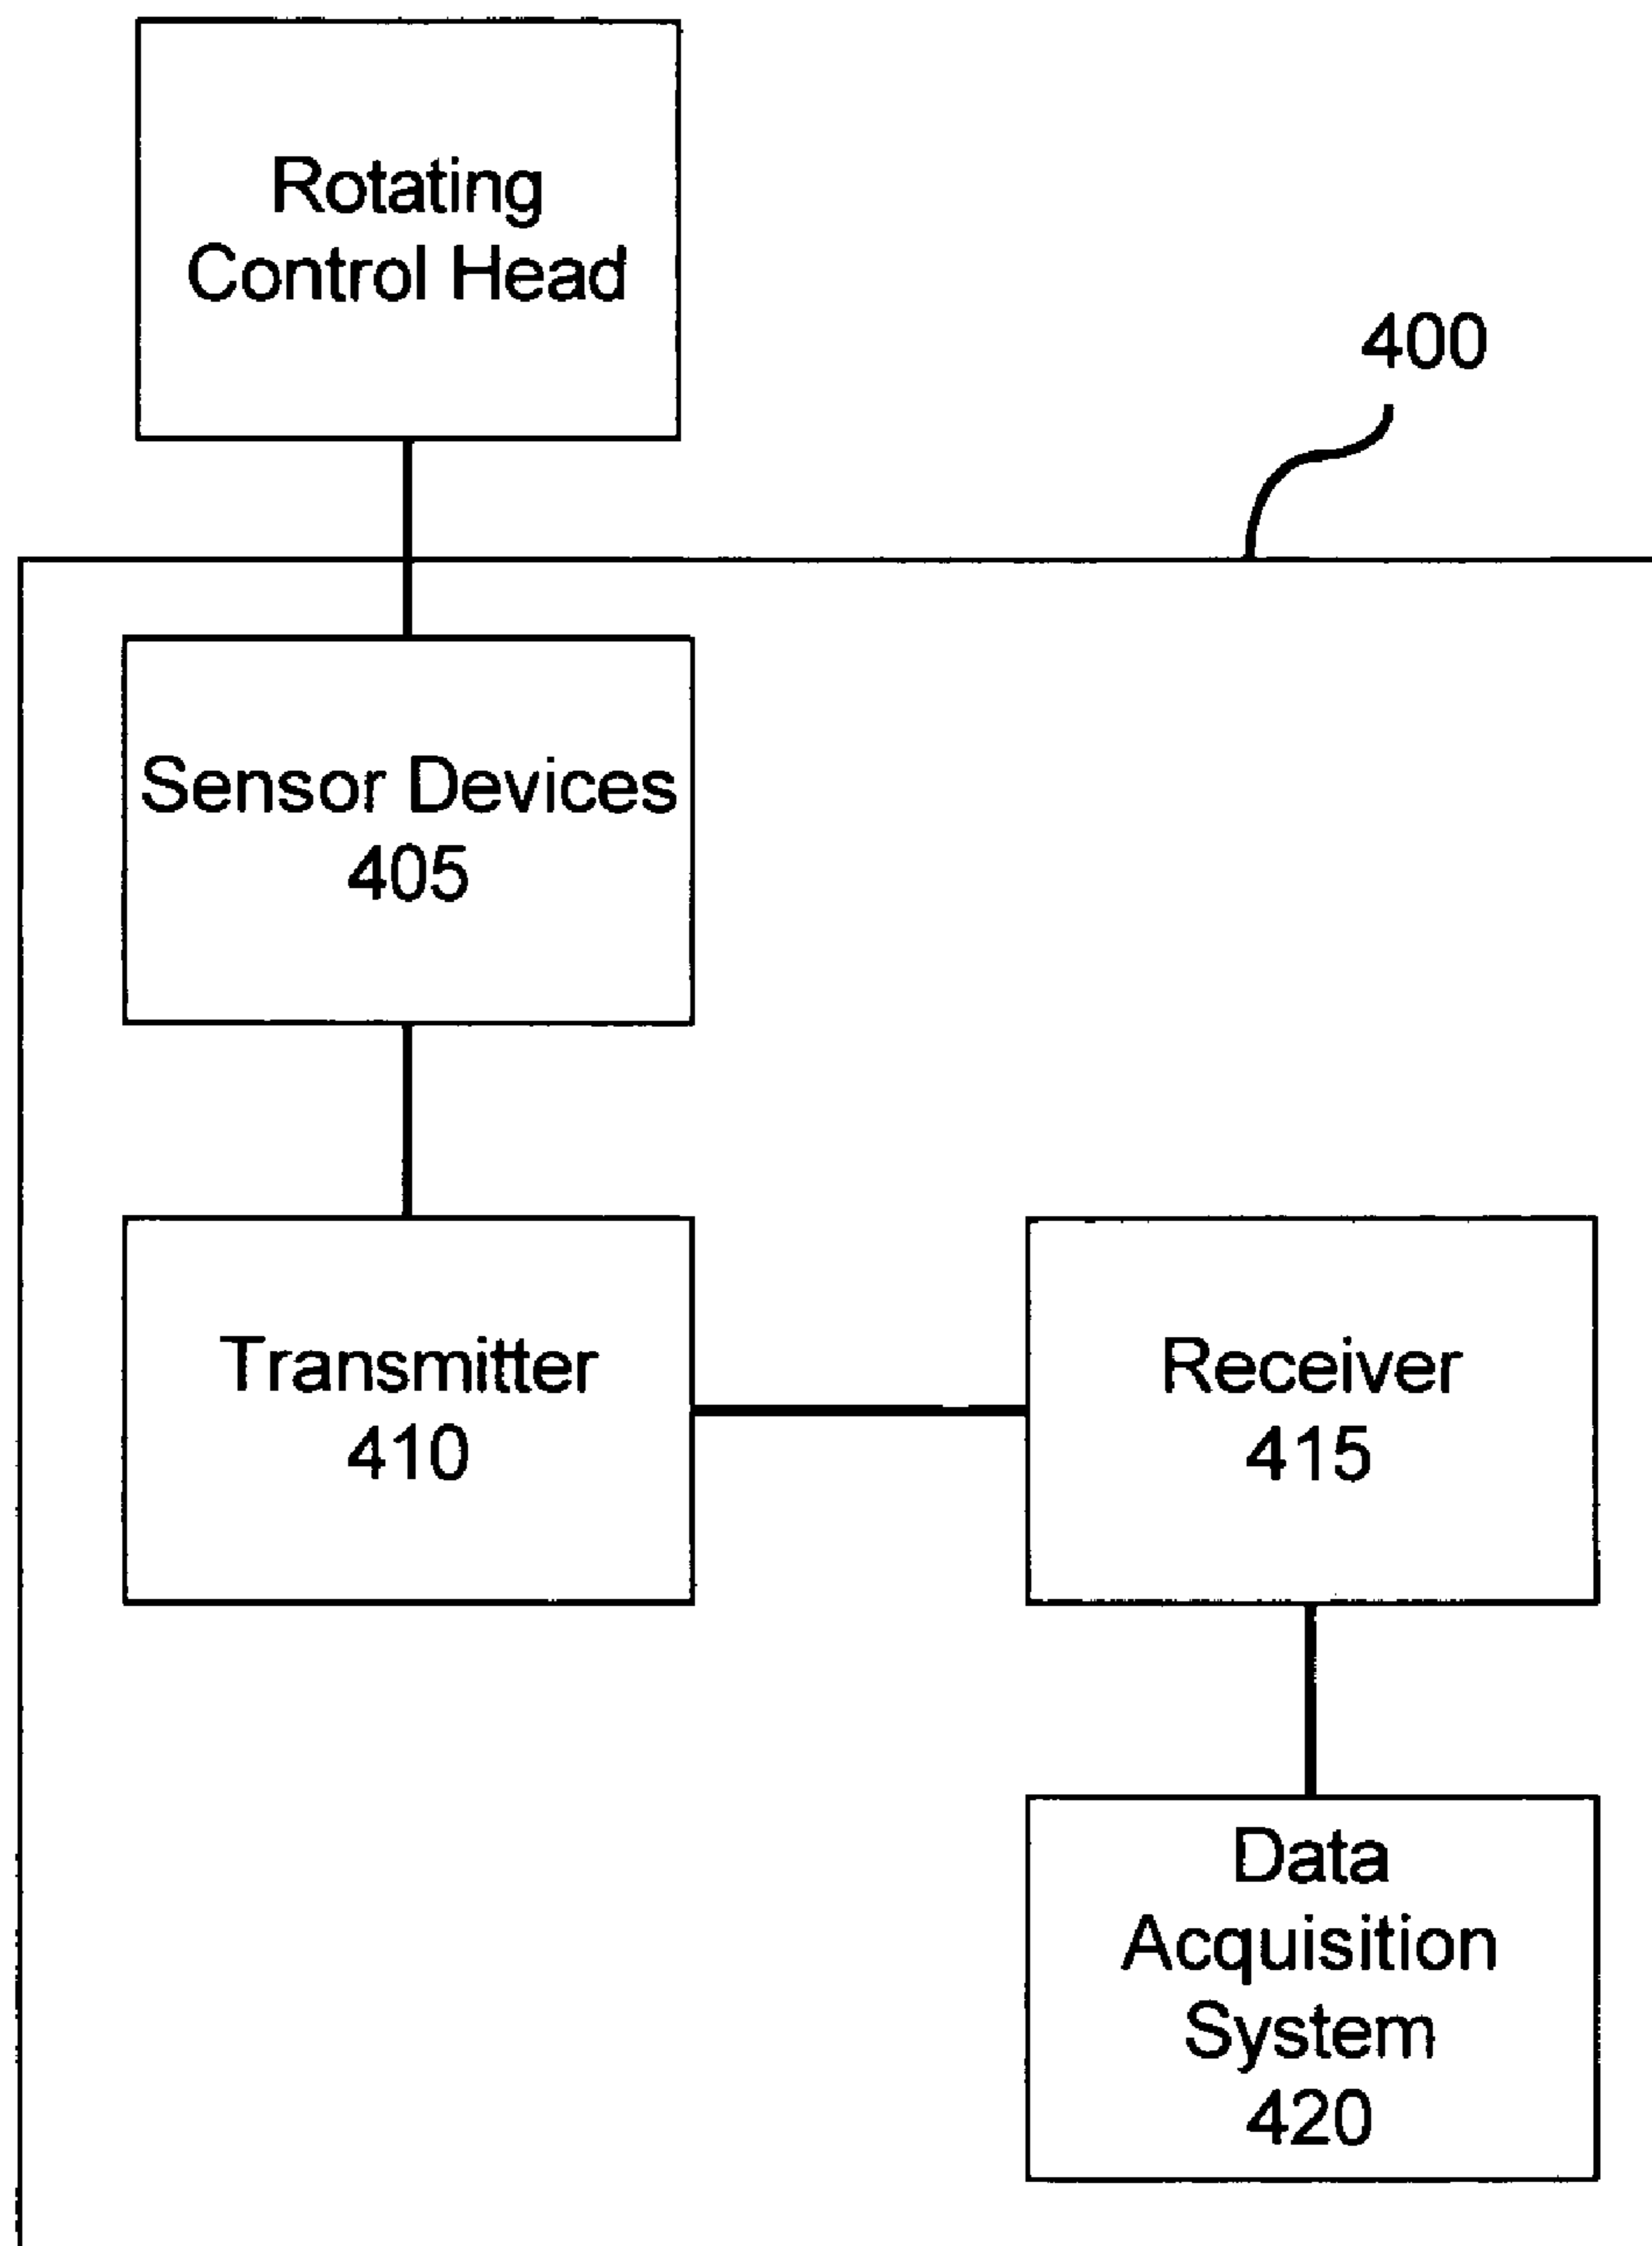 Rotating
Control Head
400
Sensor Devices
405
Transmitter
410
Receiver
415
Data
Acquisition
System
420